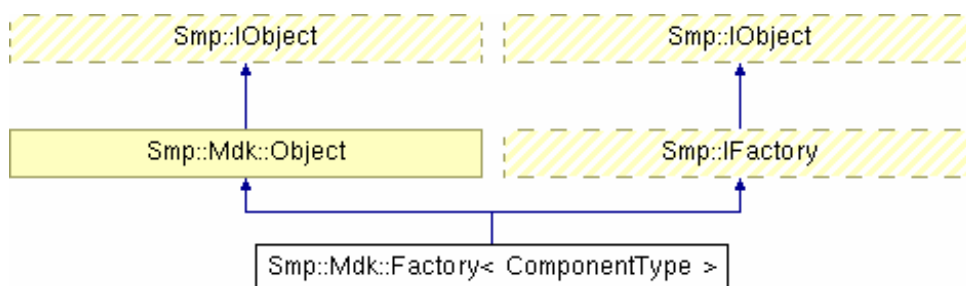 Smp::IObject
Smp::IObject
Smp::Mdk::Object
Smp::IFactory
Smp::Mdk::Factory< ComponentType >